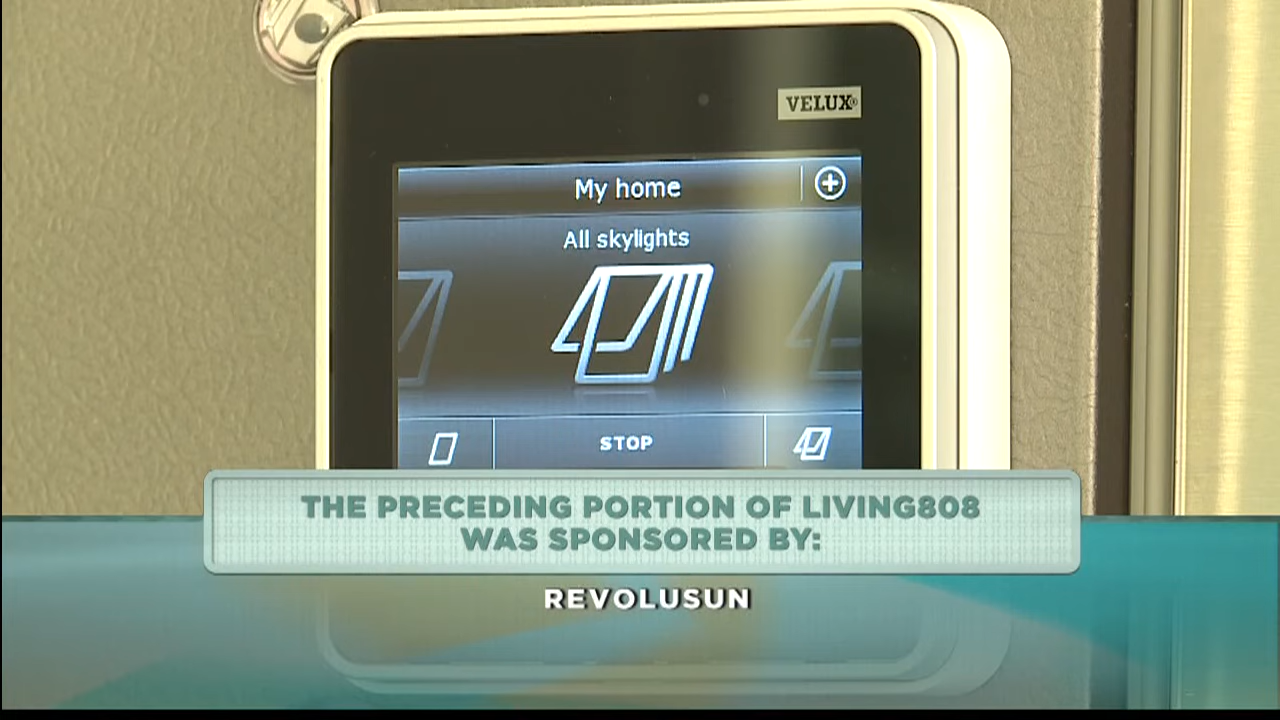 VELUX®
My home
All skylights
STOP
THE PRECEDING PORTION OF LIVING808
WAS SPONSORED BY:
REVOLUSUN